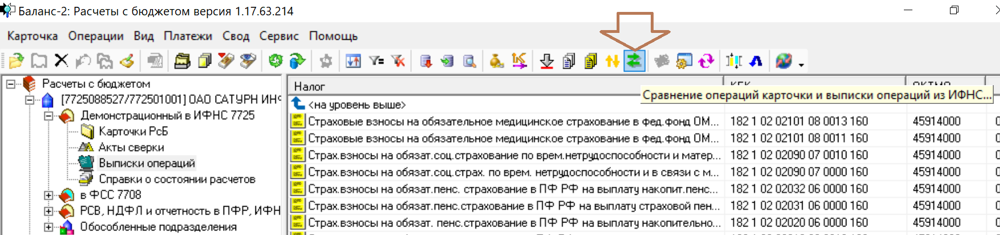 Баланс-2: Расчеты с бюджетом версия 1.17.63.214
Карточка Операции Вид Платежи Свод Сервис Помощь
Расчеты с бюджетом
[7725088527/772501001] ОАО САТУРН ИНФ
Демонстрационный в ИФНС 7725
Карточки РсБ
Акты сверки
Выписки операций
Справки о состоянии расчетов
в ФСС 7708
РСВ, НДФЛ и отчетность в ПФР, ИФН
Обособленные подразделения
Налог КБК ОКТМО
Сравнение операций карточки и выписки операций из ИФНС...
<на уровень выше>
Страховые взносы на обязательное медицинское страхование в фед.фонд ОМ... 182 1 02 02101 08 0013 160 45914000
Страховые взносы на обязательное медицинское страхование в фед.фонд ОМ... 182 1 02 02101 08 0011 160 45914000
Страх.взносы на обязат.соц.страхование по врем.нетрудоспособности и матер... 182 1 02 02090 07 0010 160 45914000
Страх.взносы на обязат.соц.страх. по врем. нетрудоспособности и в связи с м... 182 1 02 02090 07 0000 160 45914000
Страх.взносы на обязат.пенс. страхование в ПФ РФ на выплату накопит.пенс... 182 1 02 02032 06 0000 160 45914000
Страх.взносы на обязат.пенс.страхование в ПФ РФ на выплату страховой пен... 182 1 02 02031 06 0000 160 45914000
Страх.взносы на обязат. пенс.страхование в ПФ РФ на выплату накопительно... 182 1 02 02020 06 0000 160 45914000